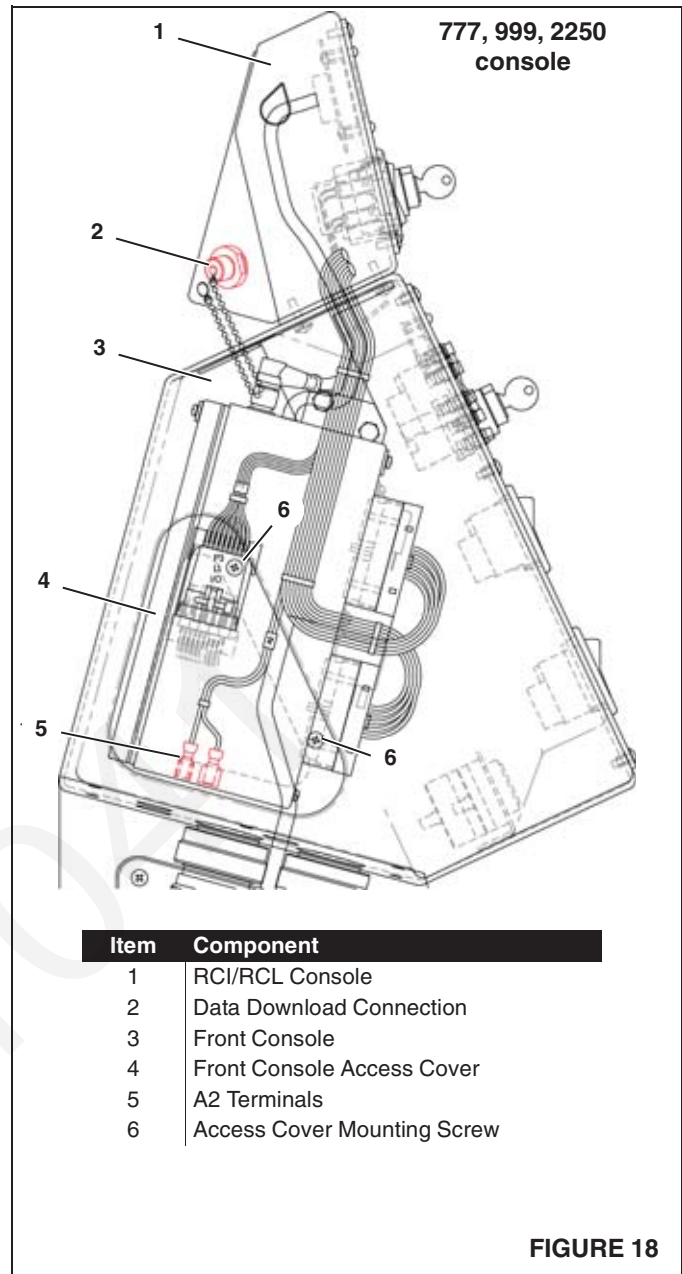 777, 999, 2250
console
1
2
3
6
4
5
6
Item Component
1 RCI/RCL Console
2 Data Download Connection
3 Front Console
4 Front Console Access Cover
5 A2 Terminals
6 Access Cover Mounting Screw
FIGURE 18